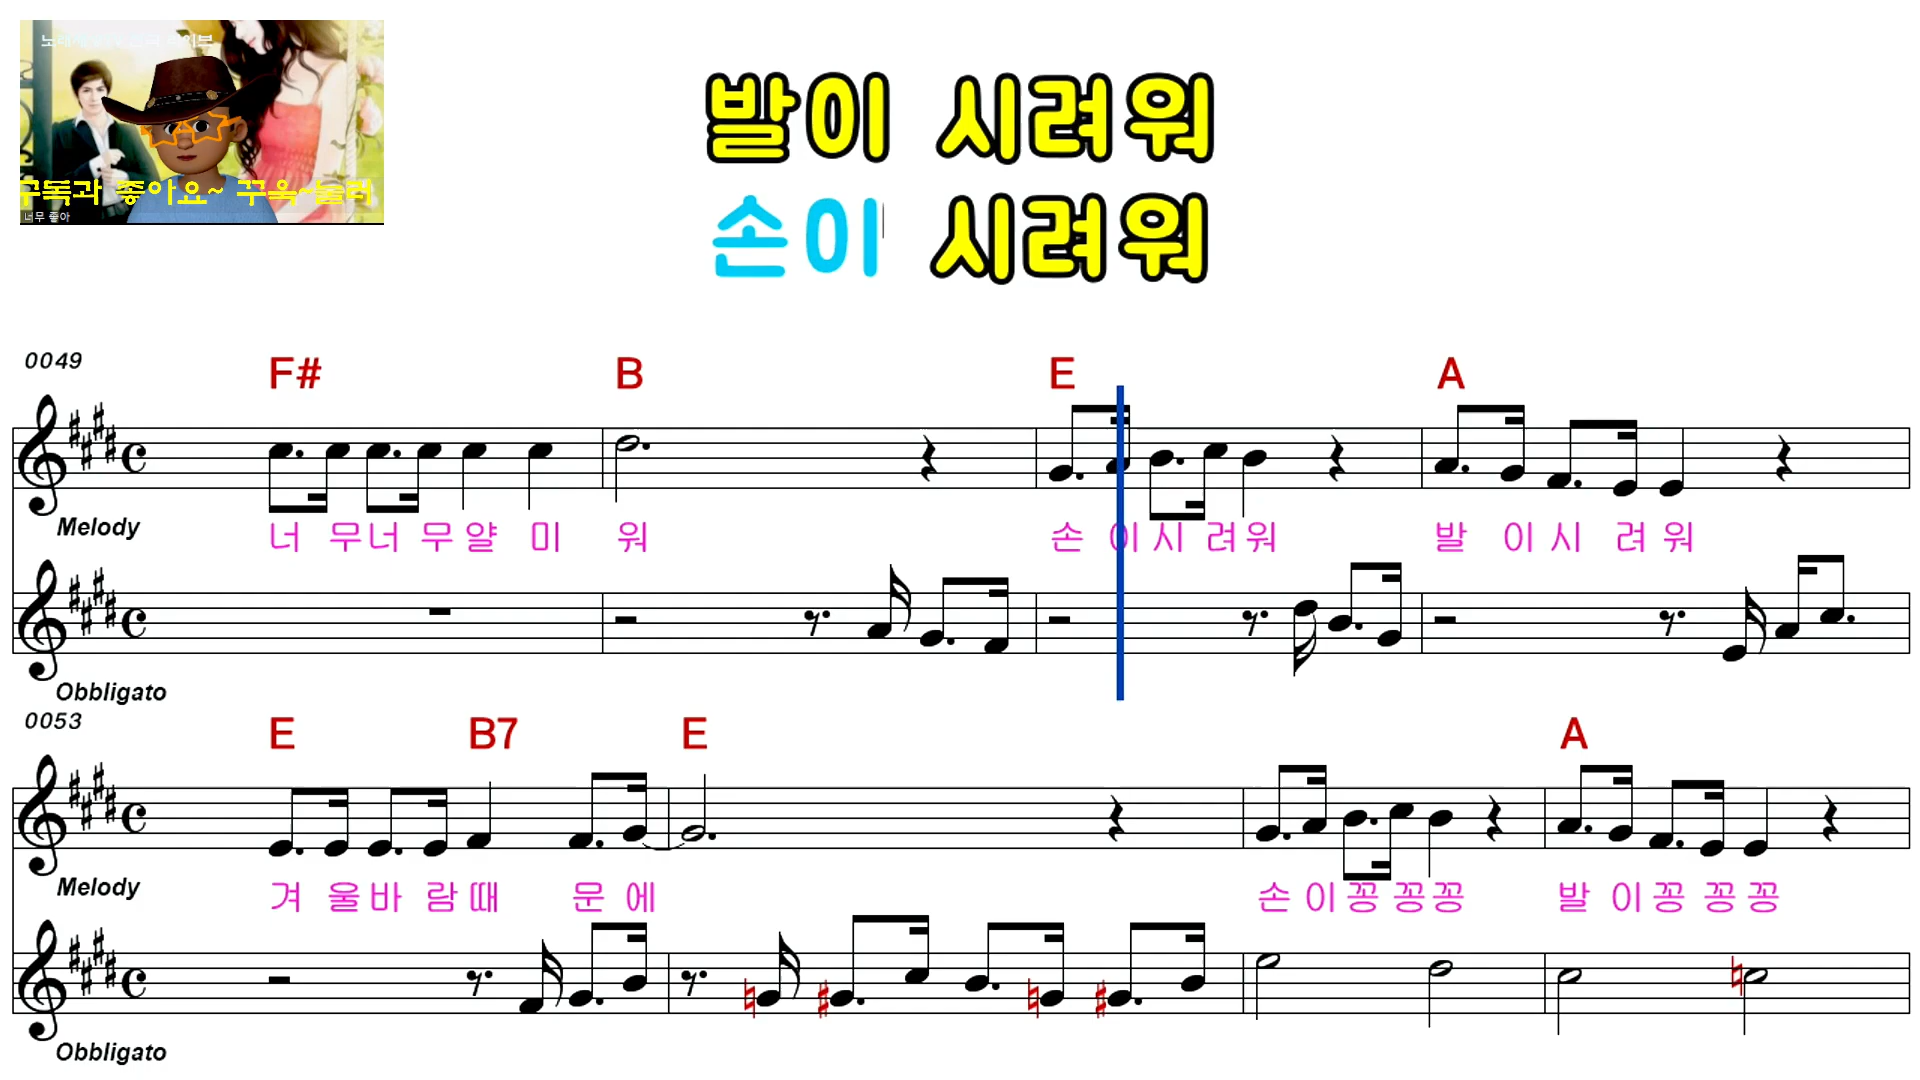 구독과 좋아요~ 꾸욱~눌러
너무 좋아
발이 시려워
손이 시려워
0049
F# B E A
Melody
너 무너 무얄 미 워 손 이시 려워 발 이시 려 워
Obbligato
0053
E B7 E A
Melody
겨 울바 람때 문 에 손 이꽁 꽁꽁 발 이꽁 꽁 꽁
Obbligato